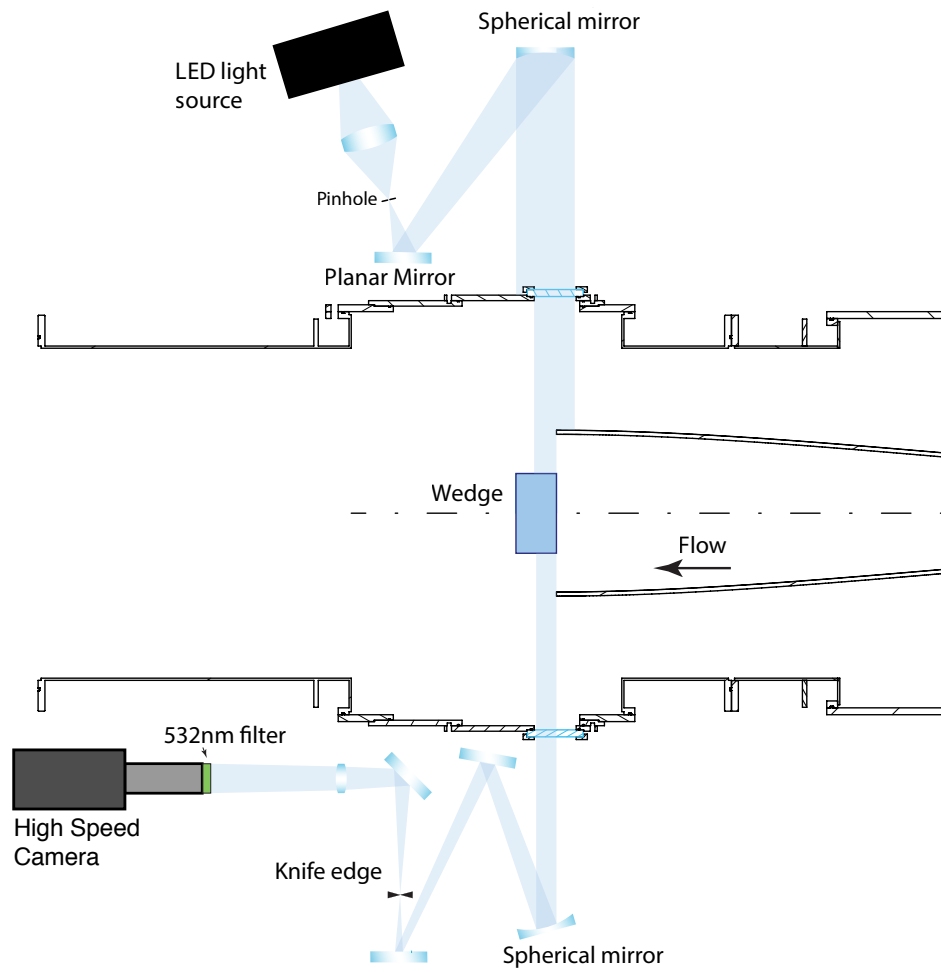 Spherical mirror
LED light
source
Pinhole
Planar Mirror
Wedge
Flow
532nm filter
High Speed
Camera
Knife edge
Spherical mirror